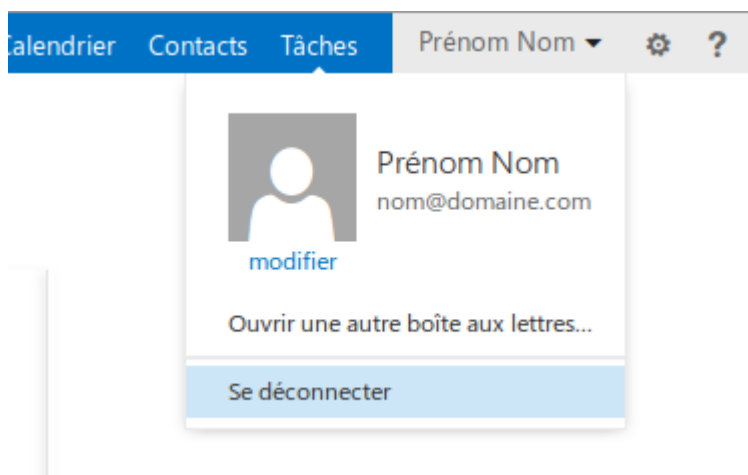 Calendrier Contacts Tâches Prénom Nom ?
Prénom Nom
nom@domaine.com
modifier
Ouvrir une autre boîte aux lettres...
Se déconnecter